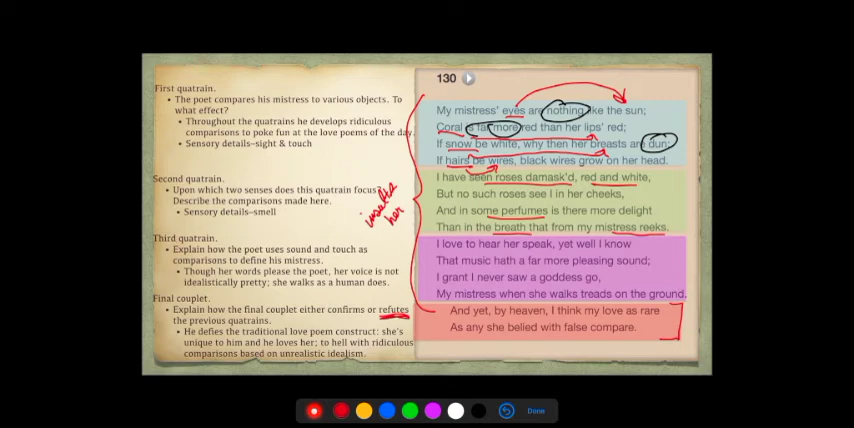 First quatrain.
• The poet compares his mistress to various objects. To
what effect?
• Throughout the quatrains he develops ridiculous
comparisons to poke fun at the love poems of the day.
• Sensory details–sight & touch
Second quatrain.
• Upon which two senses does this quatrain focus?
Describe the comparisons made here.
• Sensory details–smell
Third quatrain.
• Explain how the poet uses sound and touch as
comparisons to define his mistress.
• Though her words please the poet, her voice is not
idealistically pretty; she walks as a human does.
Final couplet.
• Explain how the final couplet either confirms or refutes
the previous quatrains.
• He defies the traditional love poem construct: she's
unique to him and he loves her; to hell with ridiculous
comparisons based on unrealistic idealism.
insults
her
130
My mistress' eyes are nothing like the sun;
Coral is far more red than her lips' red;
If snow be white, why then her breasts are dun;
If hairs be wires, black wires grow on her head.
I have seen roses damask'd, red and white,
But no such roses see I in her cheeks,
And in some perfumes is there more delight
Than in the breath that from my mistress reeks.
I love to hear her speak, yet well I know
That music hath a far more pleasing sound;
I grant I never saw a goddess go,
My mistress when she walks treads on the ground.
And yet, by heaven, I think my love as rare
As any she belied with false compare.
Done